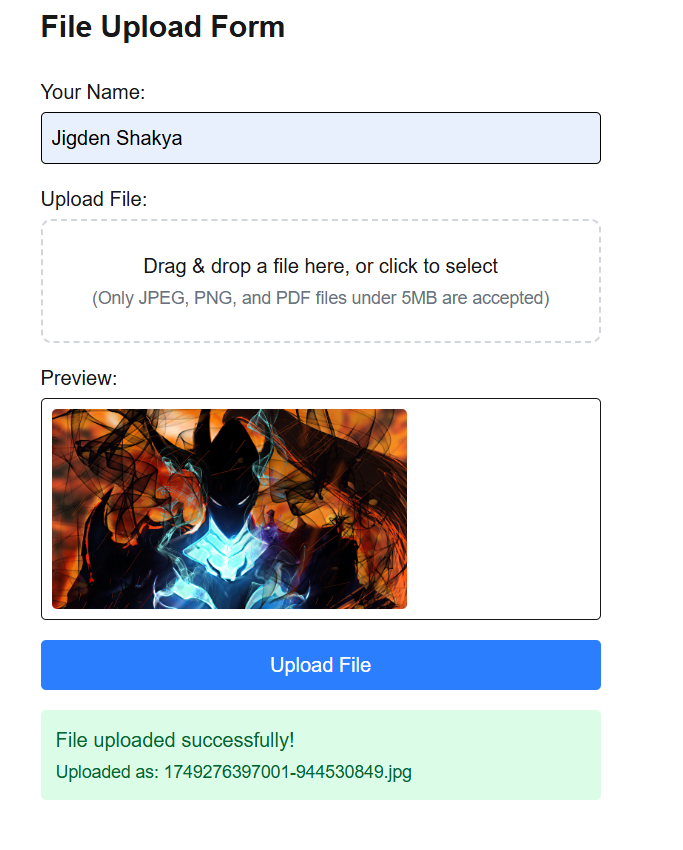 File Upload Form
Your Name:
Jigden Shakya
Upload File:
Drag & drop a file here, or click to select
(Only JPEG, PNG, and PDF files under 5MB are accepted)
Preview:
Upload File
File uploaded successfully!
Uploaded as: 1749276397001-944530849.jpg